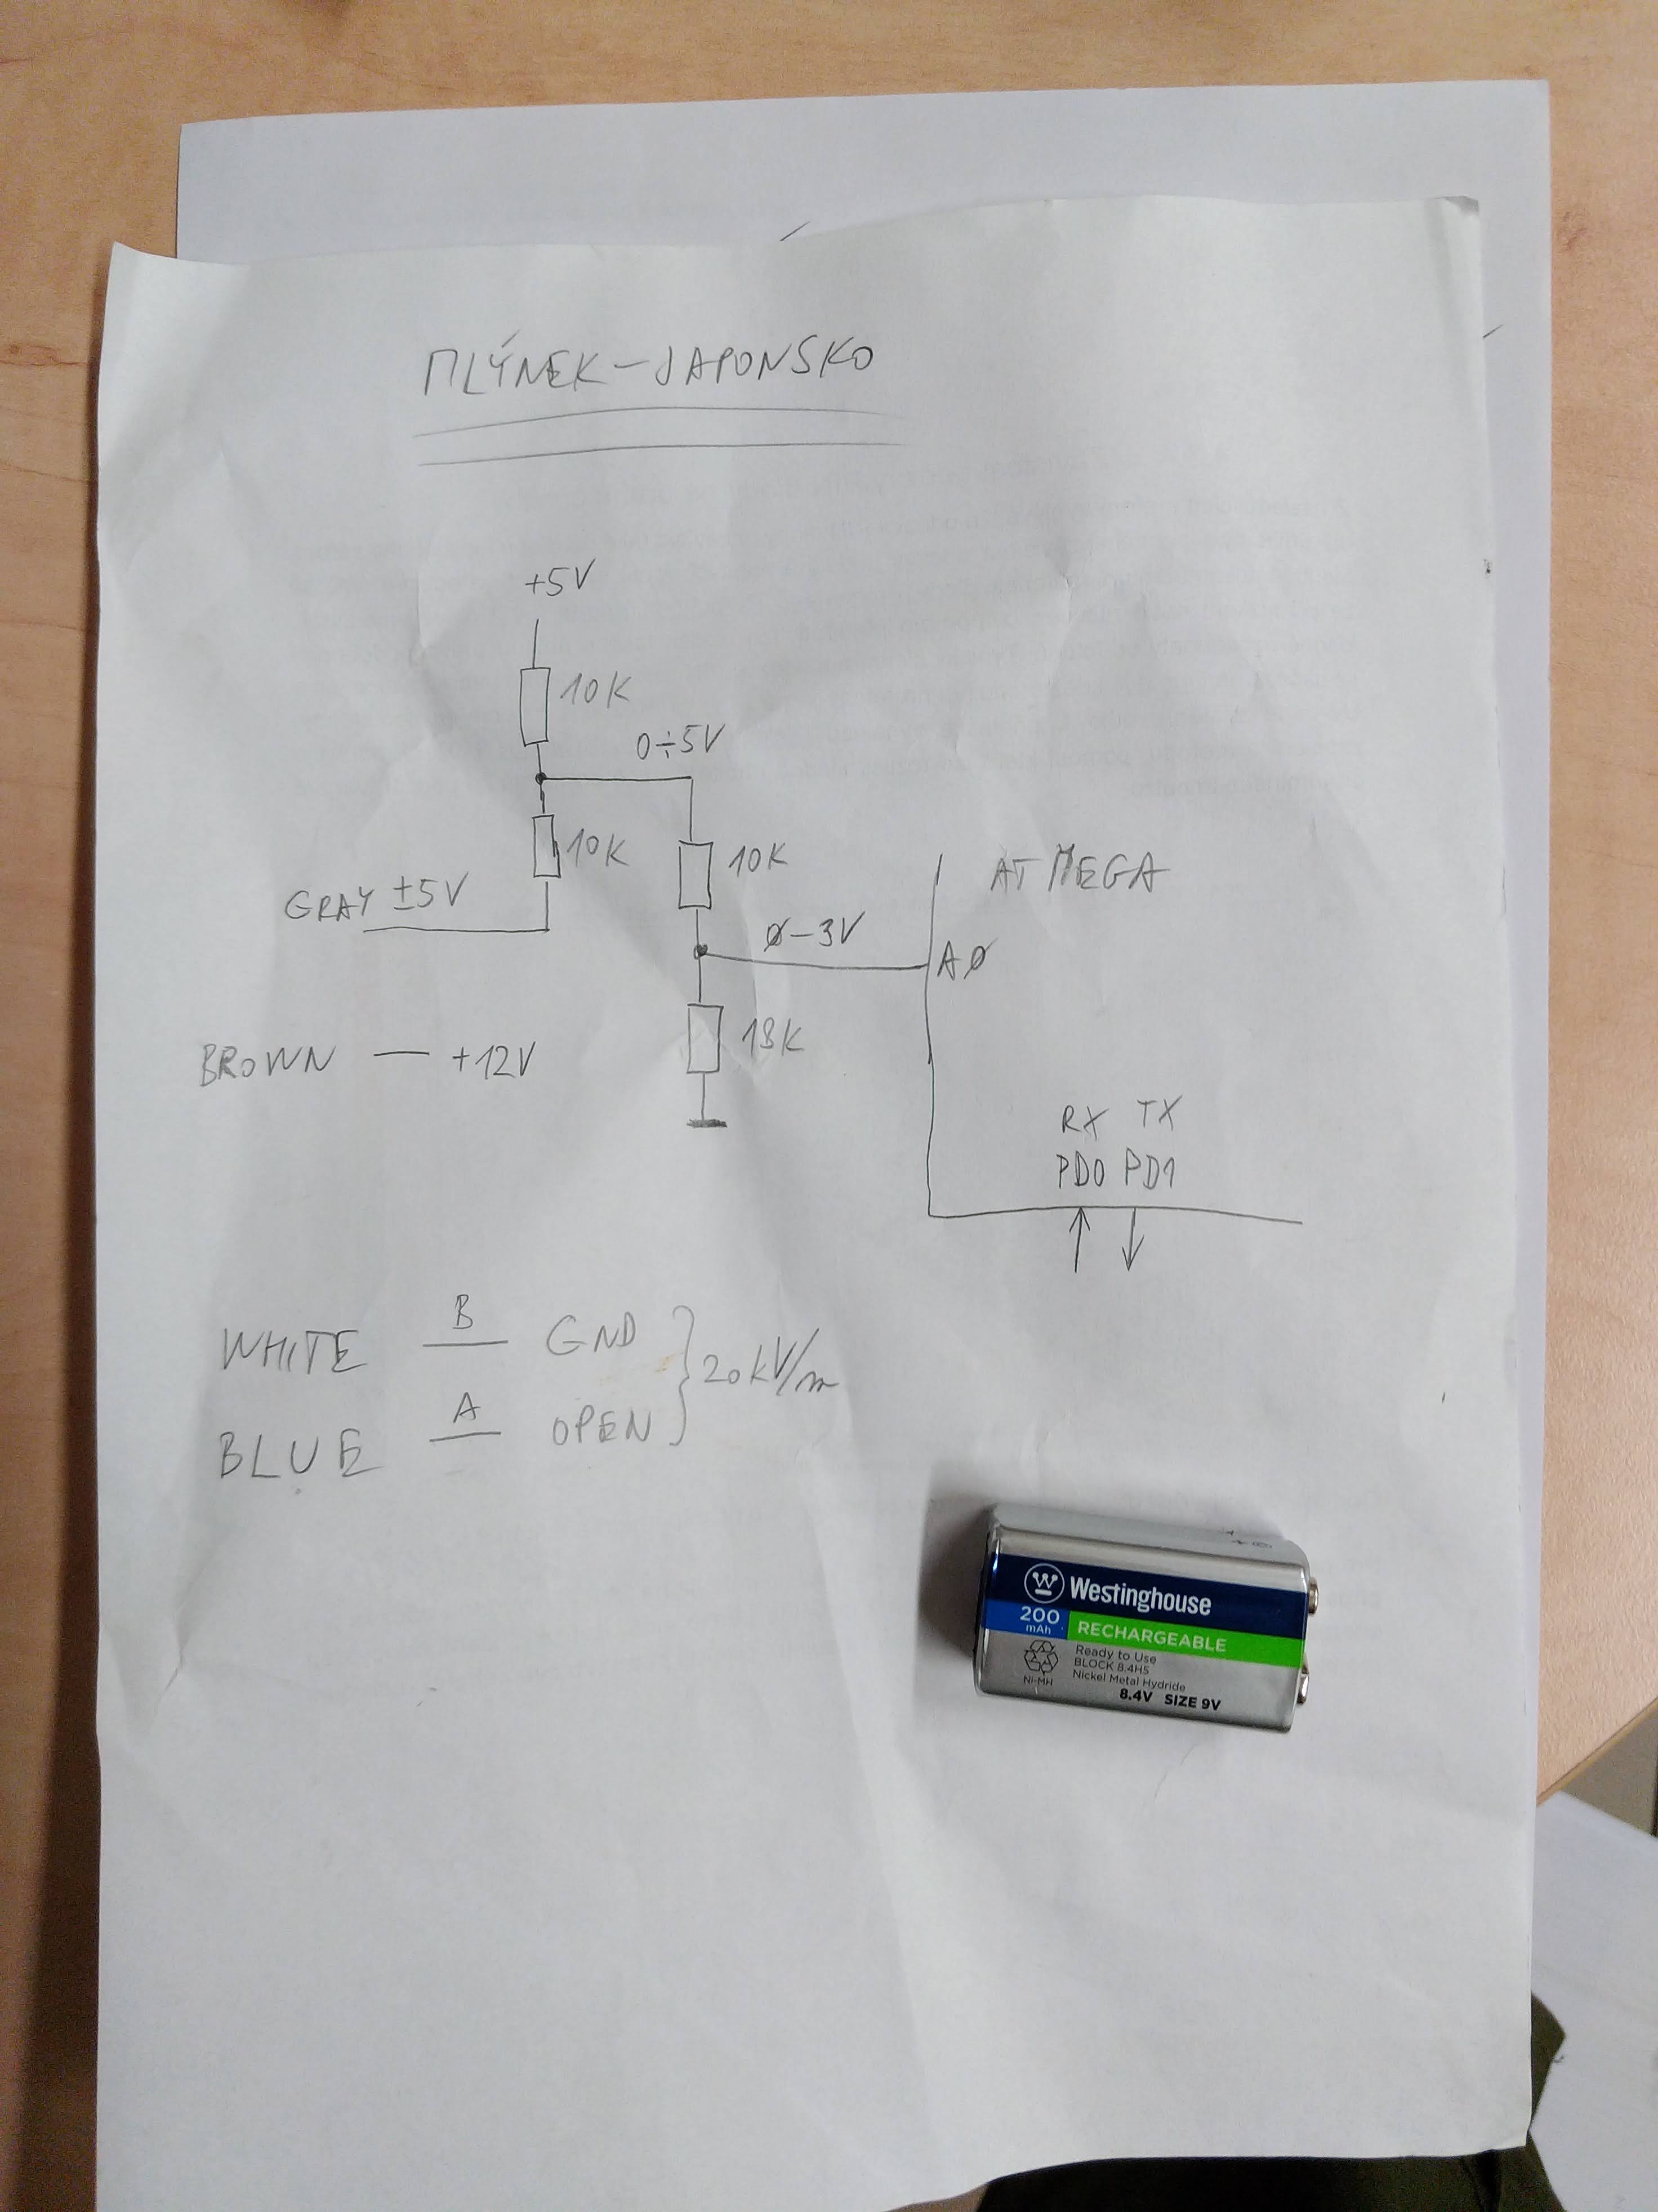 MLÝNEK-JAPONSKO
+5V
10K
0÷5V
10K
10K
GRAY ±5V
ATMEGA
Ø-3V
AØ
18K
BROWN — +12V
RX TX
PD0 PD1
WHITE B GND
20kV/m
BLUE A OPEN
Westinghouse
200
mAh
RECHARGEABLE
Ready to Use
BLOCK 8.4H5
Nickel Metal Hydride
NI-MH
8.4V SIZE 9V